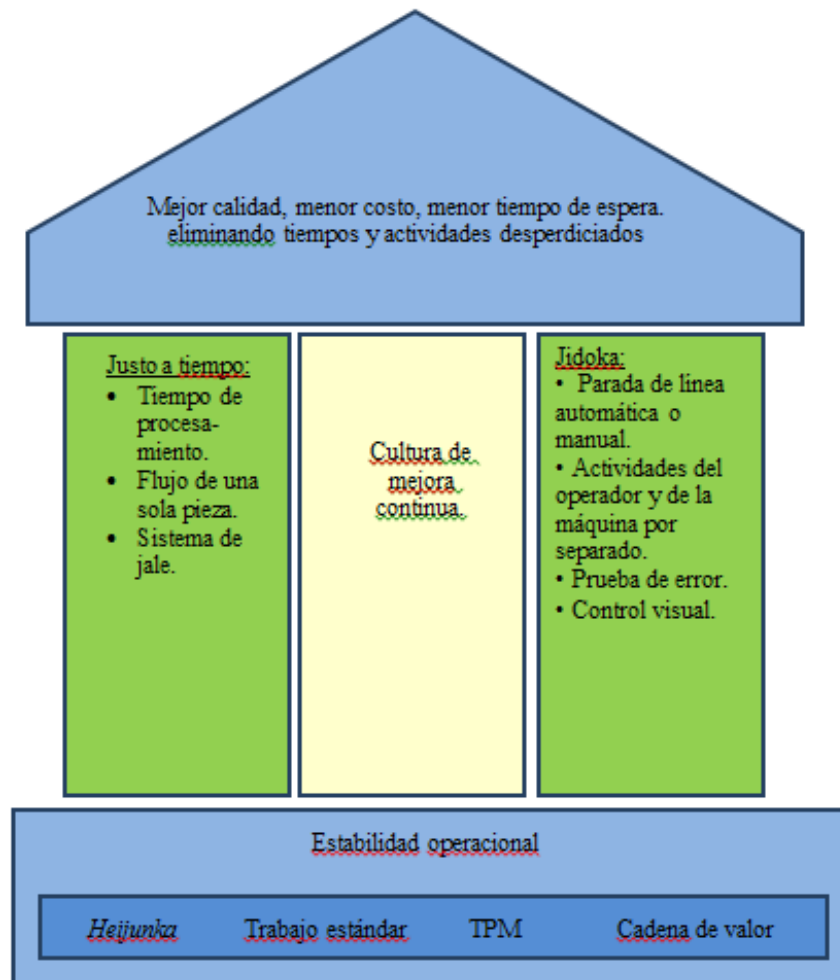 Mejor calidad, menor costo, menor tiempo de espera.
eliminando tiempos y actividades desperdiciados
Justo a tiempo:
• Tiempo de
procesa-
miento.
• Flujo de una
sola pieza.
• Sistema de
jale.
Cultura de
mejora
continua.
Jidoka:
• Parada de línea
automática o
manual.
• Actividades del
operador y de la
máquina por
separado.
• Prueba de error.
• Control visual.
Estabilidad operacional
Heijunka Trabajo estándar TPM Cadena de valor